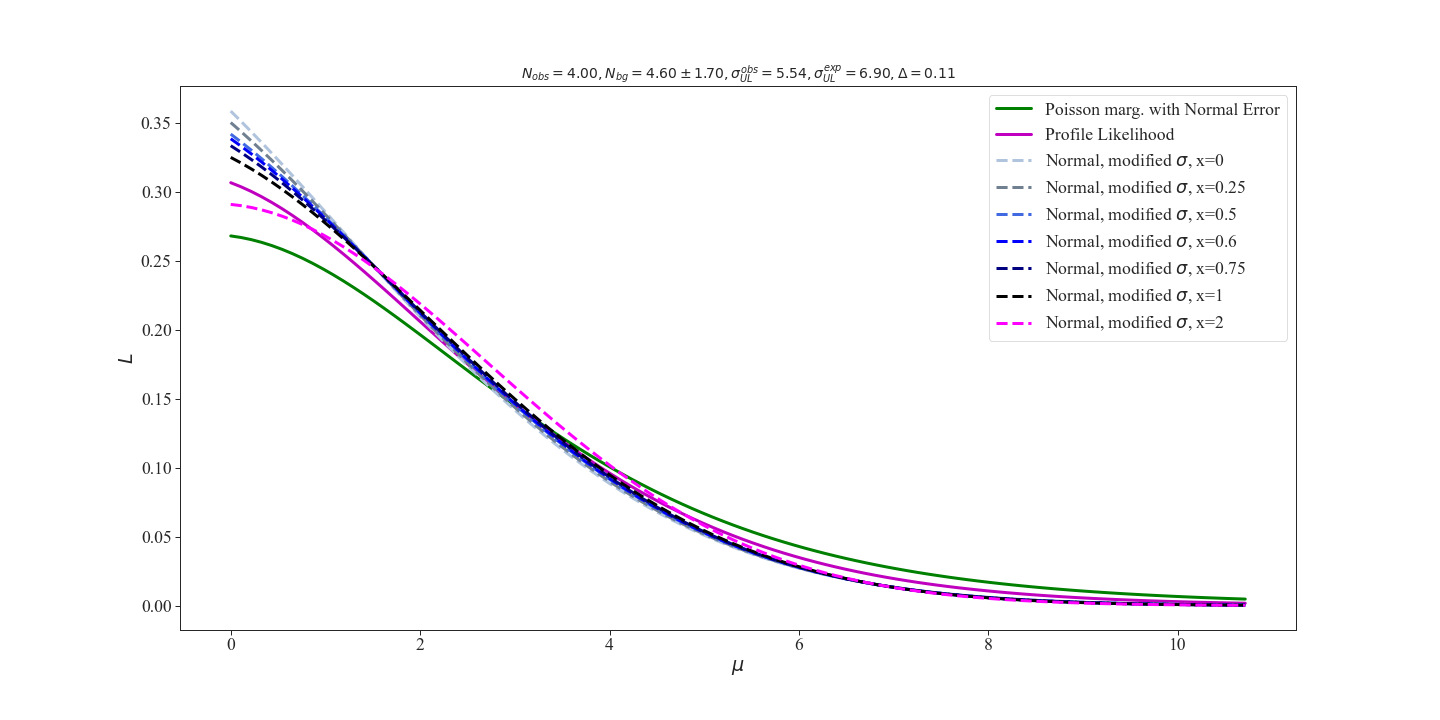 N_obs = 4.00, N_bg = 4.60 ± 1.70, σ_UL^obs = 5.54, σ_UL^exp = 6.90, Δ = 0.11
Poisson marg. with Normal Error
Profile Likelihood
Normal, modified σ, x=0
Normal, modified σ, x=0.25
Normal, modified σ, x=0.5
Normal, modified σ, x=0.6
Normal, modified σ, x=0.75
Normal, modified σ, x=1
Normal, modified σ, x=2
L
0.35
0.30
0.25
0.20
0.15
0.10
0.05
0.00
0 2 4 6 8 10
μ